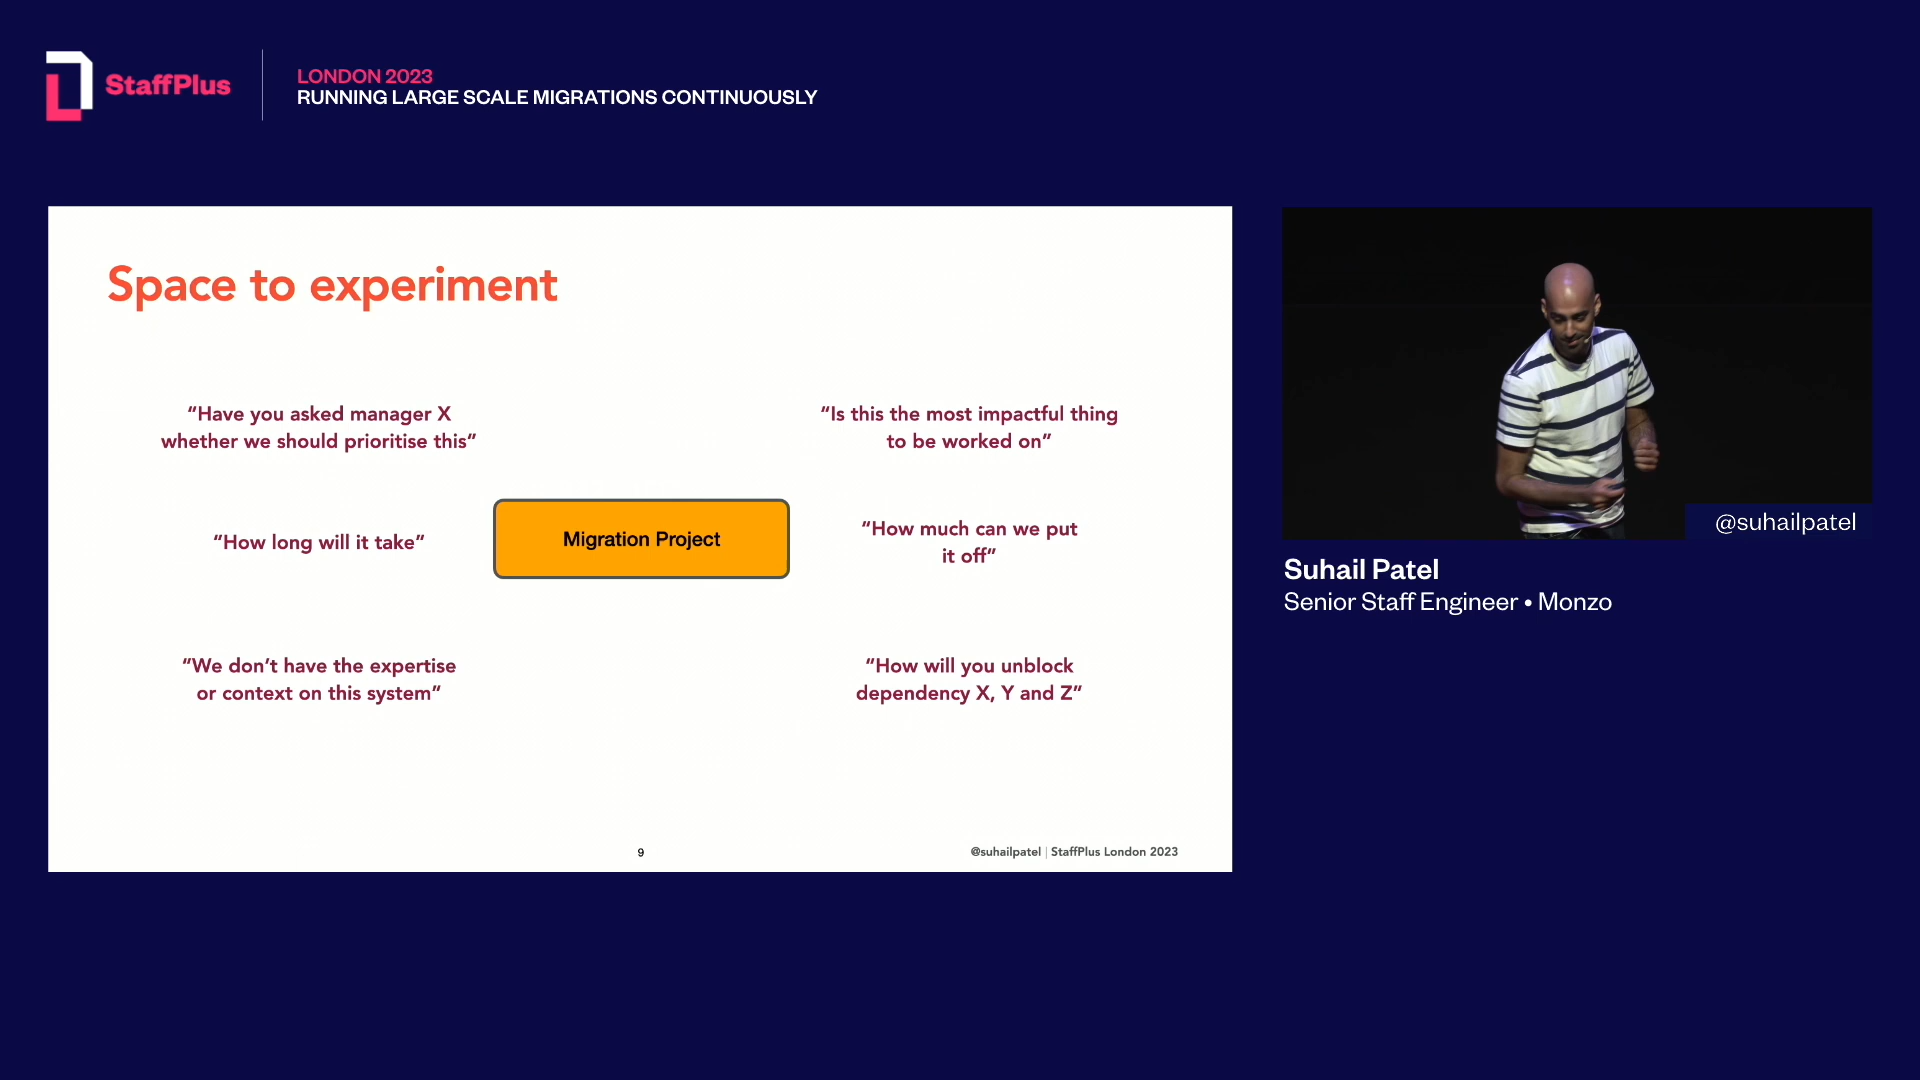 StaffPlus
LONDON 2023
RUNNING LARGE SCALE MIGRATIONS CONTINUOUSLY
Space to experiment
“Have you asked manager X
whether we should prioritise this”
“Is this the most impactful thing
to be worked on”
“How long will it take”
Migration Project
“How much can we put
it off”
“We don’t have the expertise
or context on this system”
“How will you unblock
dependency X, Y and Z”
9
@suhailpatel | StaffPlus London 2023
@suhailpatel
Suhail Patel
Senior Staff Engineer • Monzo